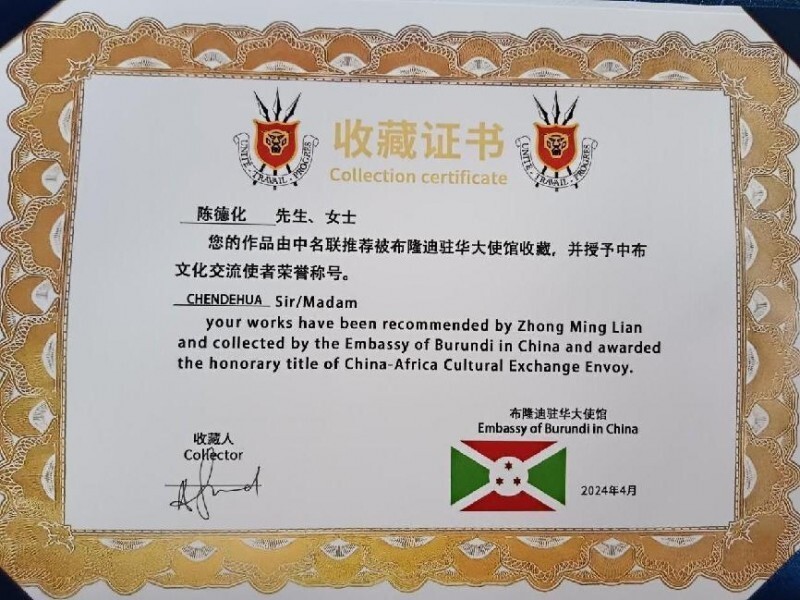 收藏证书
Collection certificate
UNITE · TRAVAIL · PROGRES
UNITE · TRAVAIL · PROGRES
陈德化 先生、女士
您的作品由中名联推荐被布隆迪驻华大使馆收藏，并授予中布
文化交流使者荣誉称号。
CHENDEHUA Sir/Madam
your works have been recommended by Zhong Ming Lian
and collected by the Embassy of Burundi in China and awarded
the honorary title of China-Africa Cultural Exchange Envoy.
收藏人
Collector
布隆迪驻华大使馆
Embassy of Burundi in China
2024年4月